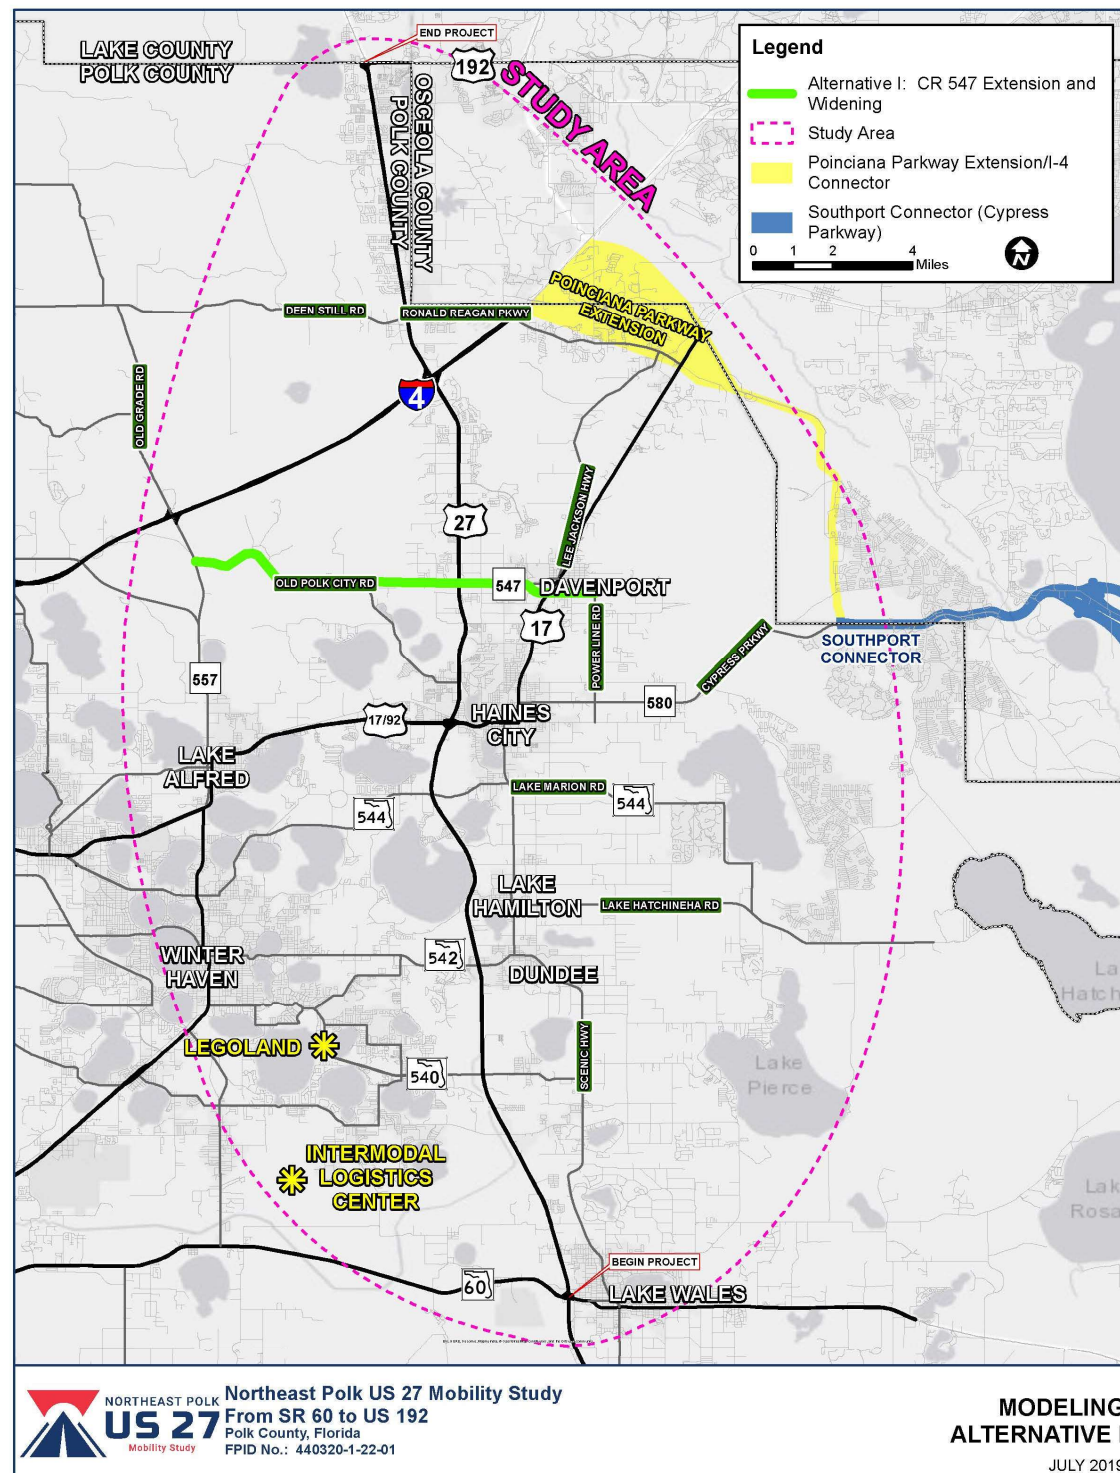 LAKE COUNTY
POLK COUNTY
END PROJECT
192
STUDY AREA
OSCEOLA COUNTY
POLK COUNTY
Legend
Alternative I: CR 547 Extension and
Widening
Study Area
Poinciana Parkway Extension/I-4
Connector
Southport Connector (Cypress
Parkway)
0 1 2 4
Miles
N
DEEN STILL RD
RONALD REAGAN PKWY
POINCIANA PARKWAY
EXTENSION
OLD GRADE RD
4
27
LEE JACKSON HWY
OLD POLK CITY RD
547
DAVENPORT
17
POWER LINE RD
CYPRESS PRKWY
SOUTHPORT
CONNECTOR
557
580
17/92
HAINES
CITY
LAKE
ALFRED
LAKE MARION RD
544
544
LAKE
HAMILTON
LAKE HATCHINEHA RD
WINTER
HAVEN
542
DUNDEE
La
Hatch
LEGOLAND
540
SCENIC HWY
Lake
Pierce
INTERMODAL
LOGISTICS
CENTER
Lak
Rosa
BEGIN PROJECT
60
LAKE WALES
NORTHEAST POLK
US 27
Mobility Study
Northeast Polk US 27 Mobility Study
From SR 60 to US 192
Polk County, Florida
FPID No.: 440320-1-22-01
MODELING
ALTERNATIVE I
JULY 2019